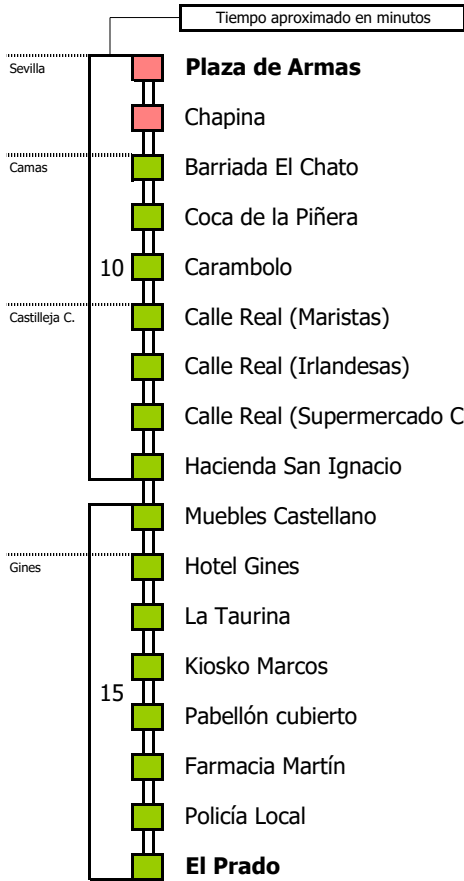 Tiempo aproximado en minutos
Sevilla
Plaza de Armas
Chapina
Camas
Barriada El Chato
Coca de la Piñera
10
Carambolo
Castilleja C.
Calle Real (Maristas)
Calle Real (Irlandesas)
Calle Real (Supermercado C
Hacienda San Ignacio
Muebles Castellano
Gines
Hotel Gines
La Taurina
Kiosko Marcos
15
Pabellón cubierto
Farmacia Martín
Policía Local
El Prado